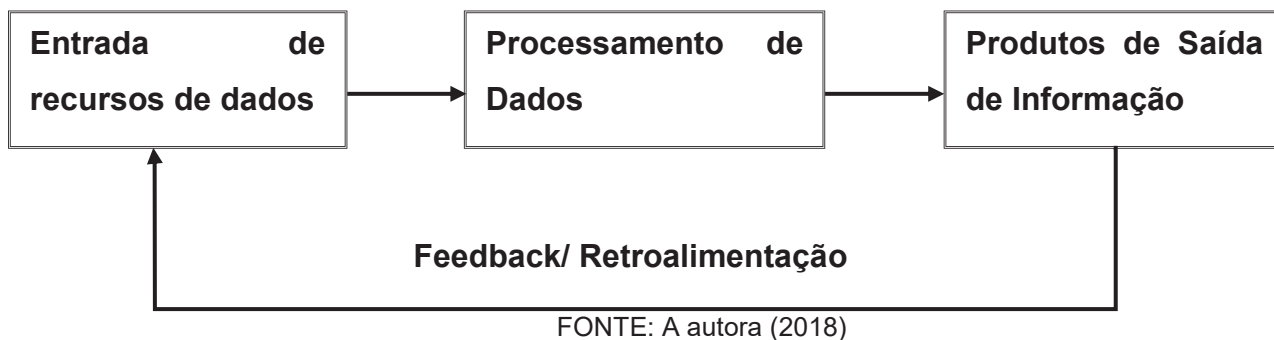 Entrada de
recursos de dados
Processamento de
Dados
Produtos de Saída
de Informação
Feedback/ Retroalimentação
FONTE: A autora (2018)